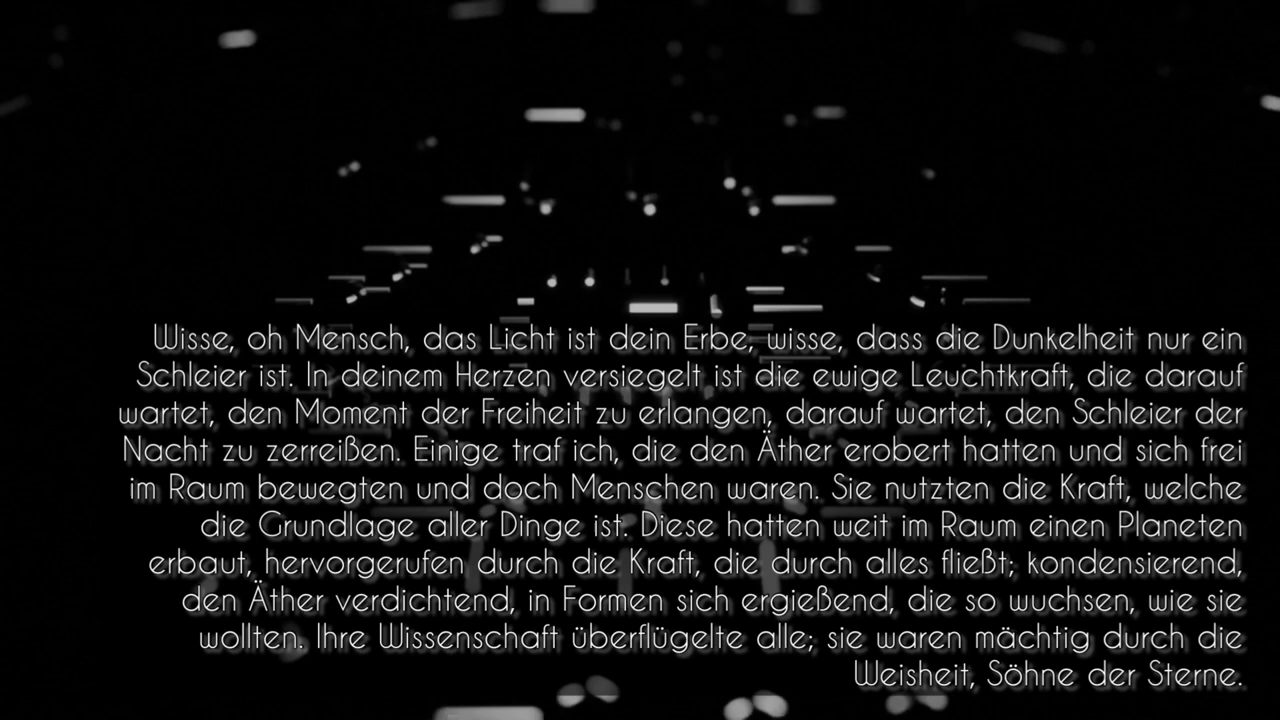 Wisse, oh Mensch, das Licht ist dein Erbe, wisse, dass die Dunkelheit nur ein
Schleier ist. In deinem Herzen versiegelt ist die ewige Leuchtkraft, die darauf
wartet, den Moment der Freiheit zu erlangen, darauf wartet, den Schleier der
Nacht zu zerreißen. Einige traf ich, die den Äther erobert hatten und sich frei
im Raum bewegten und doch Menschen waren. Sie nutzten die Kraft, welche
die Grundlage aller Dinge ist. Diese hatten weit im Raum einen Planeten
erbaut, hervorgerufen durch die Kraft, die durch alles fließt; kondensierend,
den Äther verdichtend, in Formen sich ergießend, die so wuchsen, wie sie
wollten. Ihre Wissenschaft überflügelte alle; sie waren mächtig durch die
Weisheit, Söhne der Sterne.